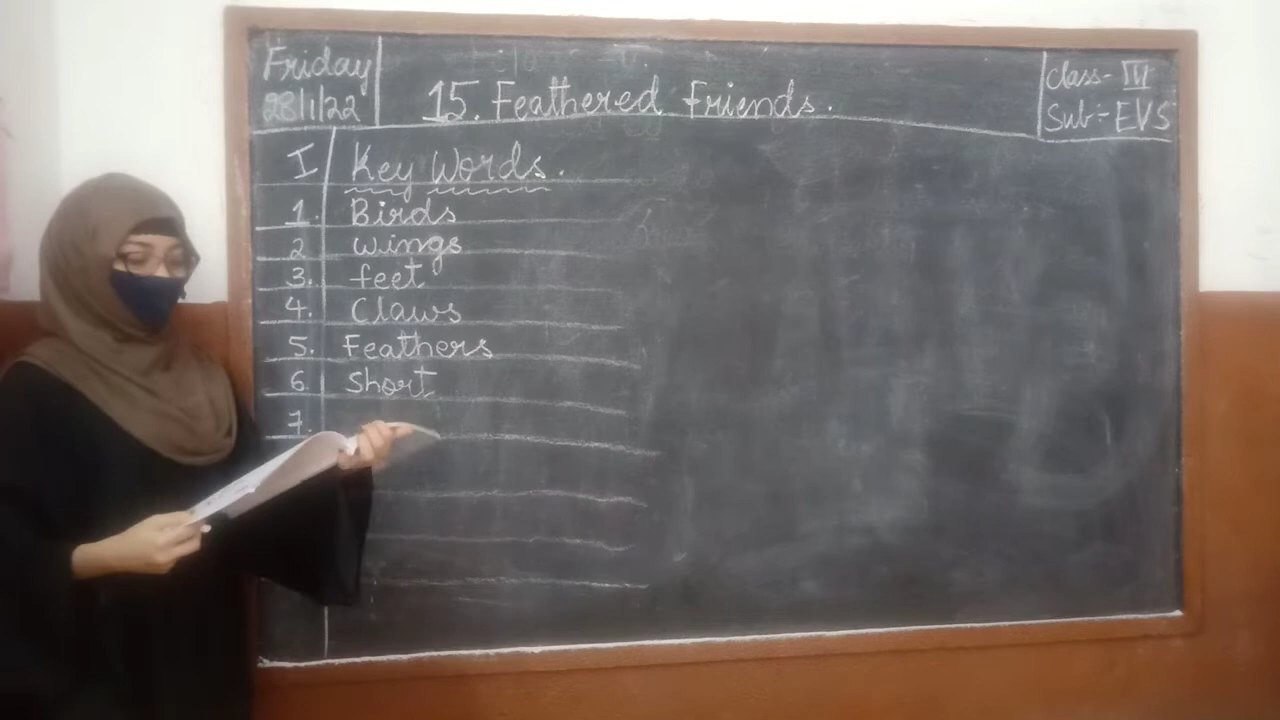 Friday
28/1/22
15. Feathered Friends.
Class- III
Sub:- EVS
I Key Words.
1. Birds
2 wings
3. feet
4. Claws
5. Feathers
6. Short
7.